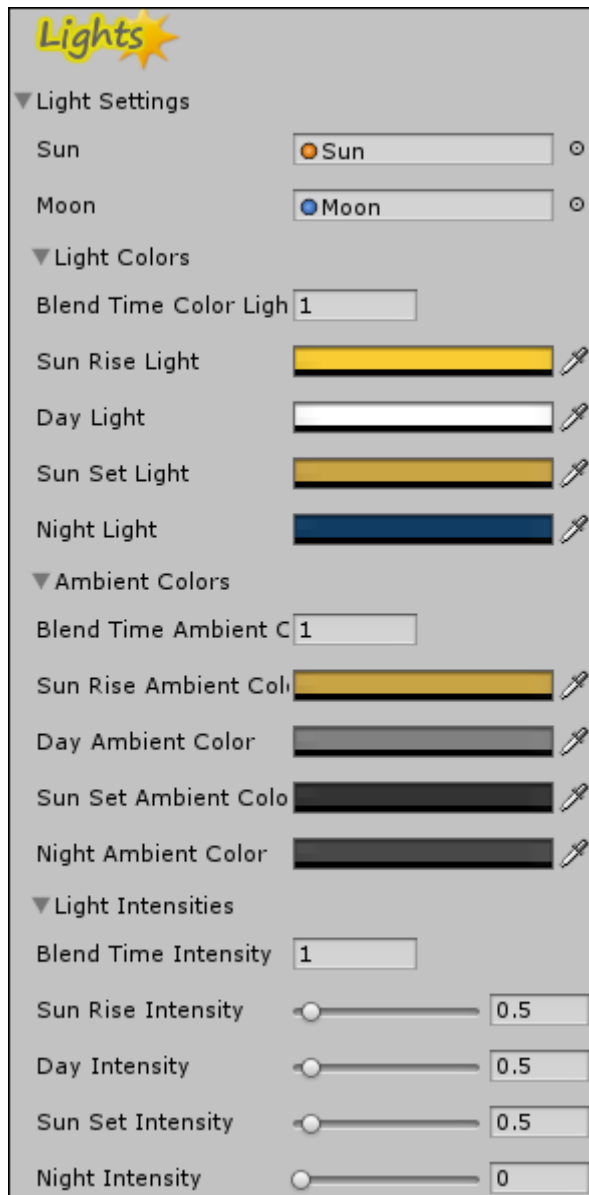 Lights
Light Settings
Sun Sun
Moon Moon
Light Colors
Blend Time Color Ligh 1
Sun Rise Light
Day Light
Sun Set Light
Night Light
Ambient Colors
Blend Time Ambient C 1
Sun Rise Ambient Col
Day Ambient Color
Sun Set Ambient Colo
Night Ambient Color
Light Intensities
Blend Time Intensity 1
Sun Rise Intensity 0.5
Day Intensity 0.5
Sun Set Intensity 0.5
Night Intensity 0